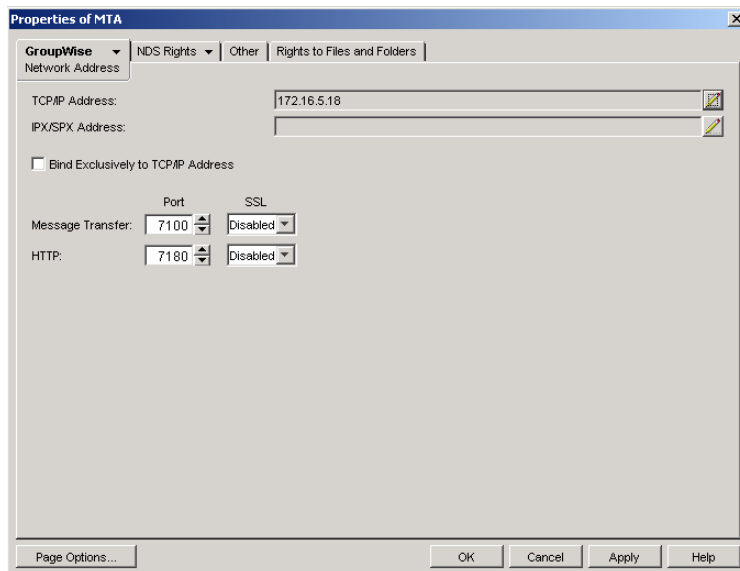 Properties of MTA
GroupWise NDS Rights Other Rights to Files and Folders
Network Address
TCP/IP Address: 172.16.5.18
IPX/SPX Address:
Bind Exclusively to TCP/IP Address
Port SSL
Message Transfer: 7100 Disabled
HTTP: 7180 Disabled
Page Options... OK Cancel Apply Help